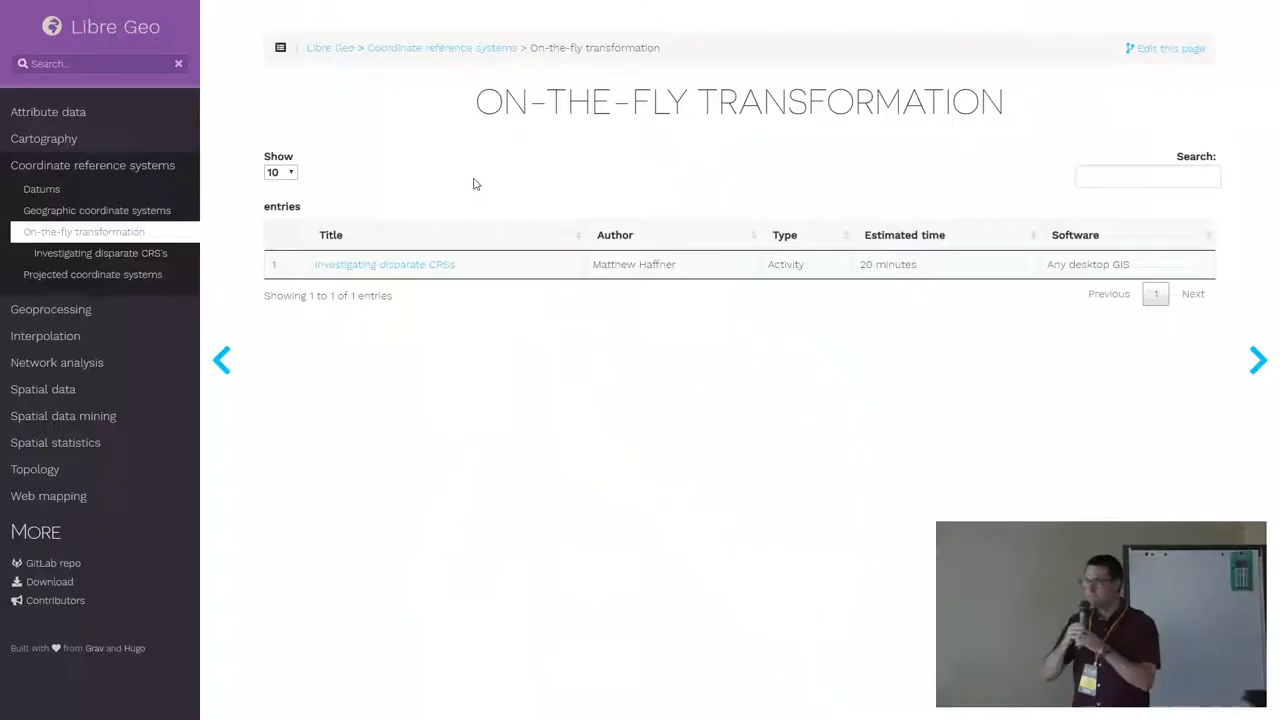 Libre Geo
Search...
Attribute data
Cartography
Coordinate reference systems
Datums
Geographic coordinate systems
On-the-fly transformation
Investigating disparate CRS's
Projected coordinate systems
Geoprocessing
Interpolation
Network analysis
Spatial data
Spatial data mining
Spatial statistics
Topology
Web mapping
MORE
GitLab repo
Download
Contributors
Built with from Grav and Hugo
Libre Geo > Coordinate reference systems > On-the-fly transformation
Edit this page
ON-THE-FLY TRANSFORMATION
Show
10
entries
Search:
Title Author Type Estimated time Software
1 Investigating disparate CRSs Matthew Haffner Activity 20 minutes Any desktop GIS
Showing 1 to 1 of 1 entries
Previous 1 Next